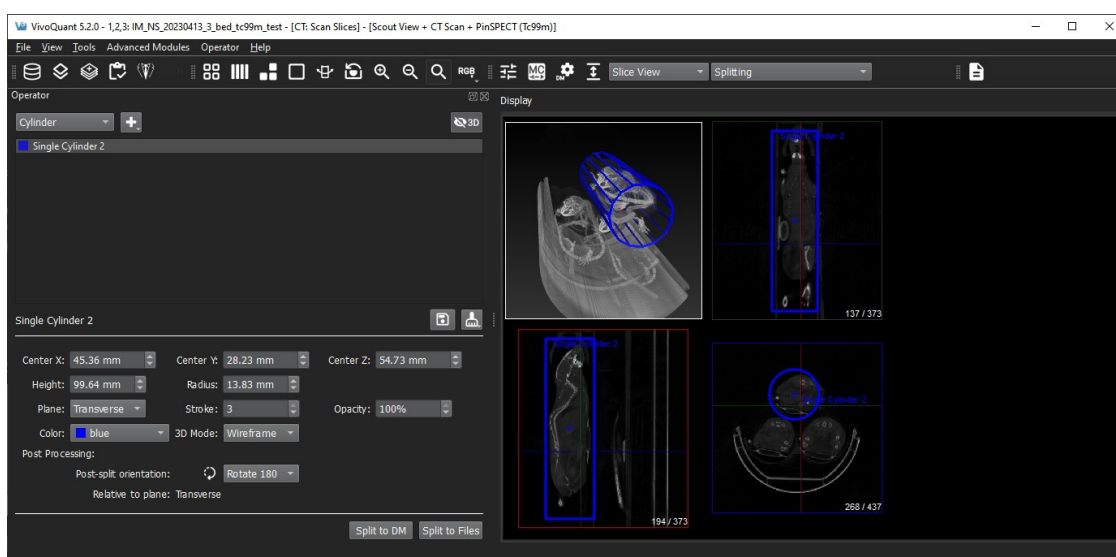 VivoQuant 5.2.0 - 1,2,3: IM_NS_20230413_3_bed_tc99m_test - [CT: Scan Slices] - [Scout View + CT Scan + PinSPECT (Tc99m)]
File View Tools Advanced Modules Operator Help
RGB MC DM Slice View Splitting
Operator
Display
Cylinder 3D
Single Cylinder 2
Single Cylinder 2
137 / 373
Single Cylinder 2
Single Cylinder 2
Center X: 45.36 mm Center Y: 28.23 mm Center Z: 54.73 mm
Height: 99.64 mm Radius: 13.83 mm
Plane: Transverse Stroke: 3 Opacity: 100%
Single Cylinder 2
Color: blue 3D Mode: Wireframe
Post Processing:
Post-split orientation: Rotate 180
Relative to plane: Transverse
268 / 437
194 / 373
Split to DM Split to Files